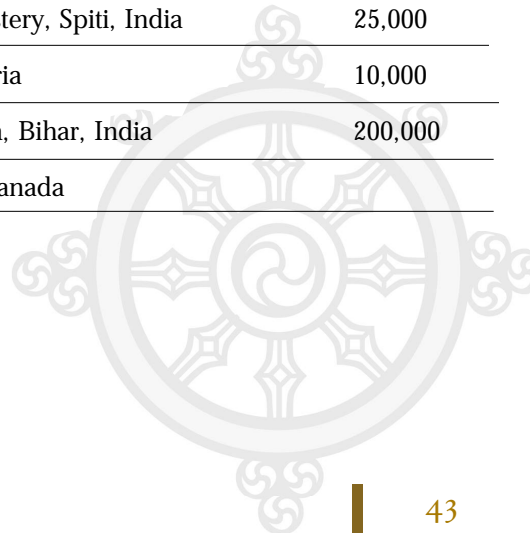 tery, Spiti, India 25,000
ria 10,000
, Bihar, India 200,000
anada
43